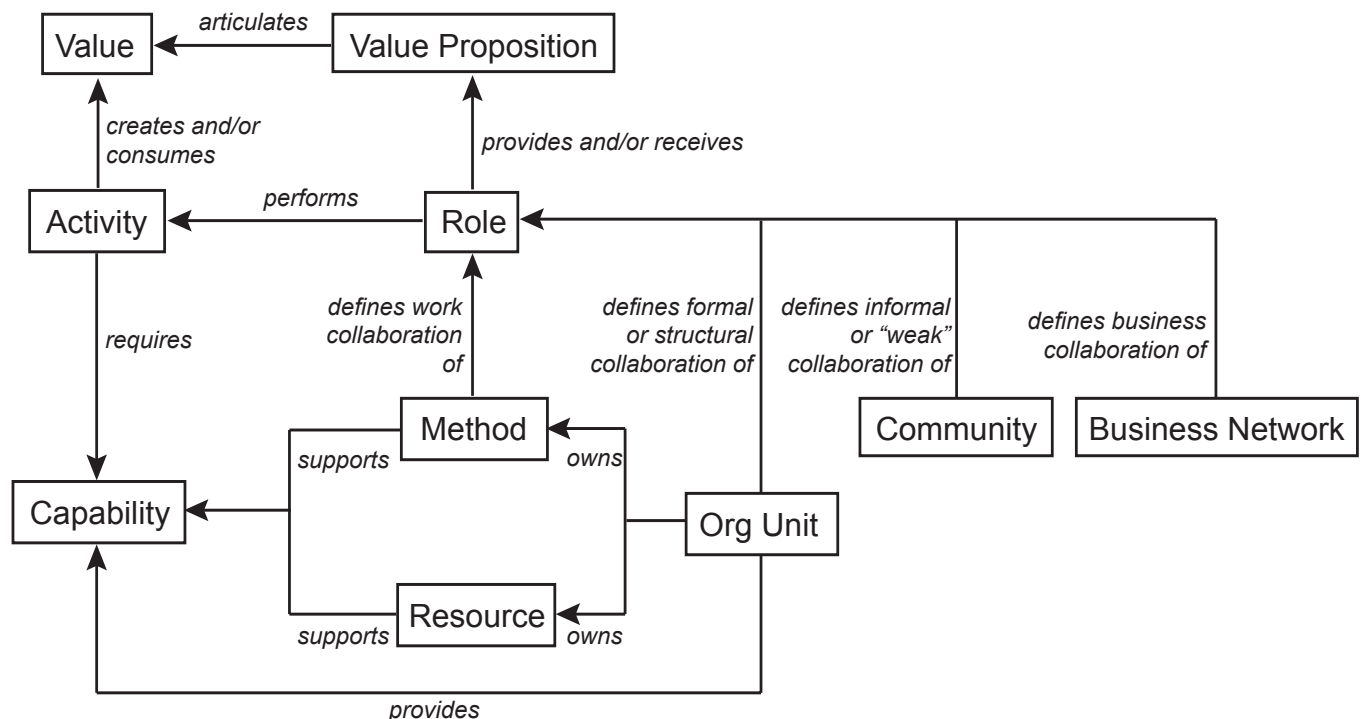 articulates
Value
Value Proposition
creates and/or
consumes
provides and/or receives
performs
Activity
Role
requires
defines work
collaboration
of
defines formal
or structural
collaboration of
defines informal
or “weak”
collaboration of
defines business
collaboration of
Method
Community
Business Network
supports
owns
Capability
Org Unit
Resource
supports
owns
provides